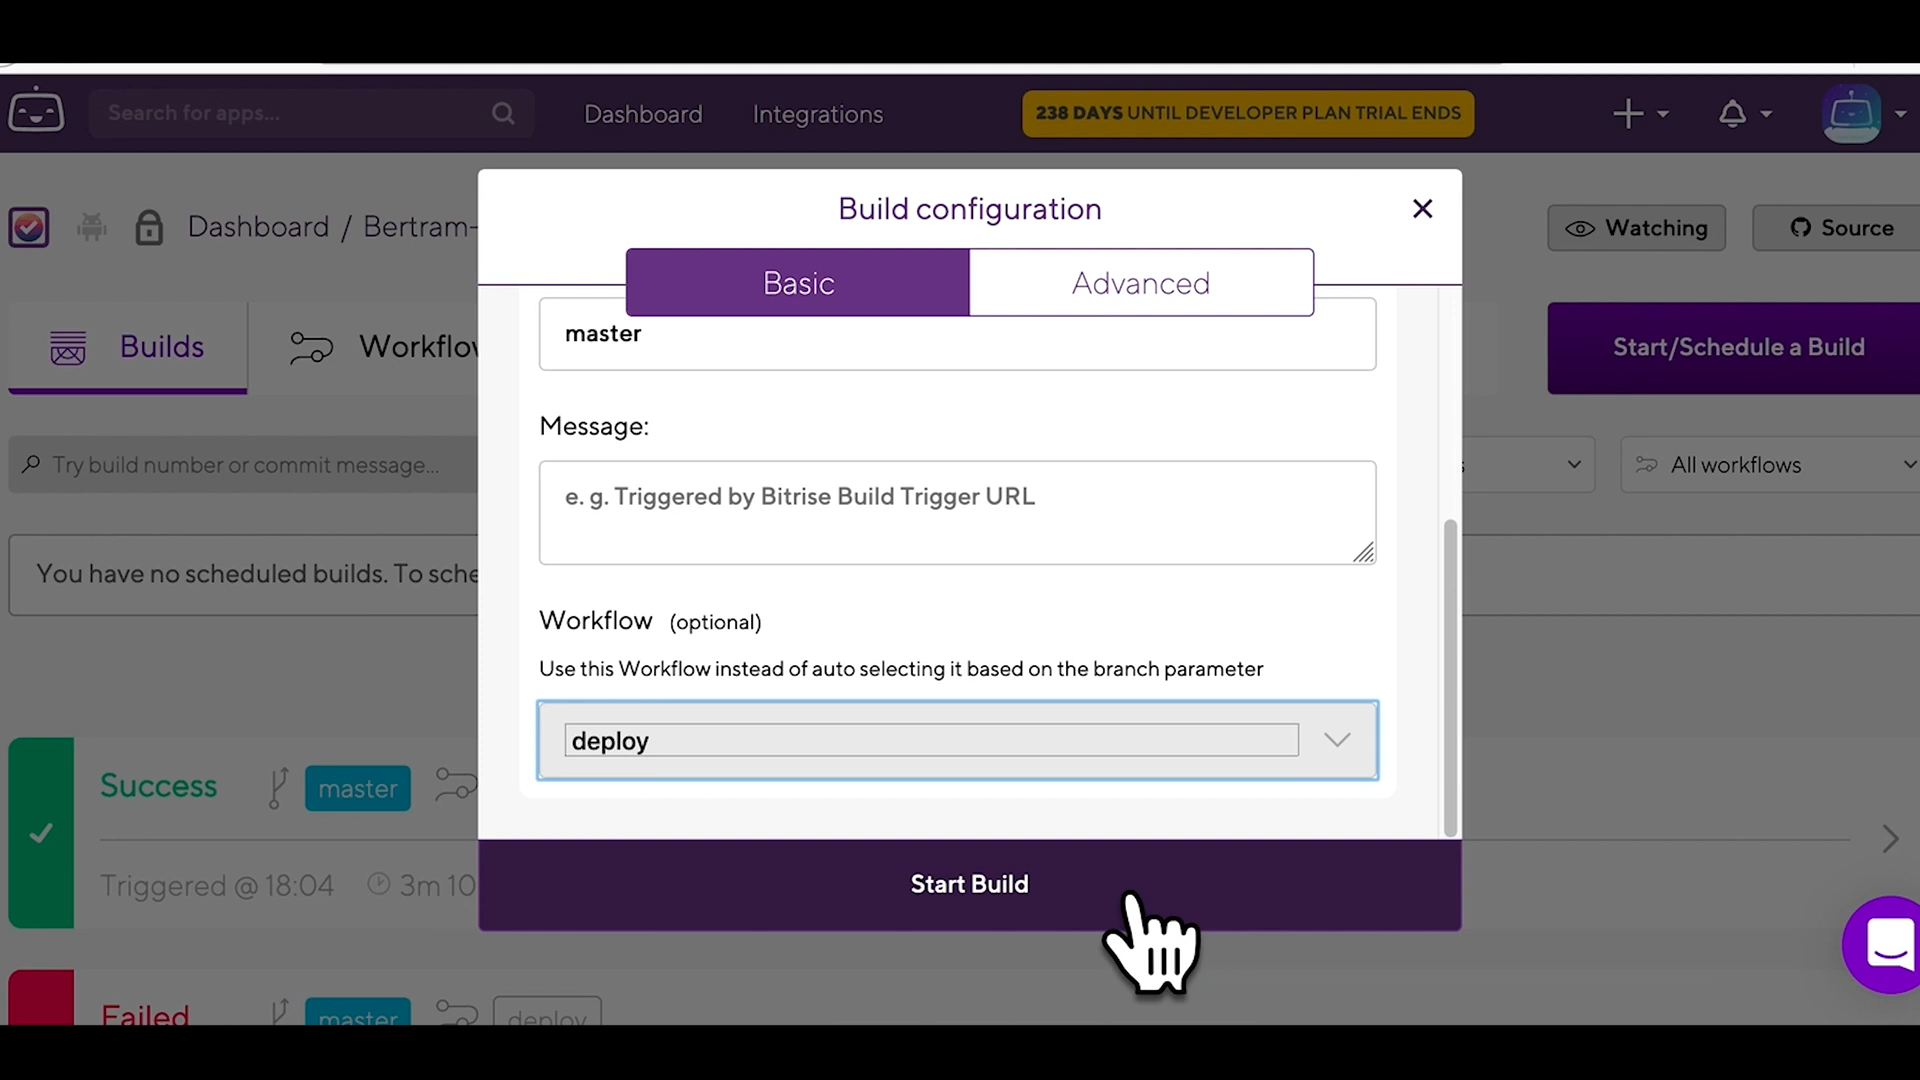 Search for apps...
Dashboard
Integrations
238 DAYS UNTIL DEVELOPER PLAN TRIAL ENDS
Build configuration
Dashboard / Bertram-
Watching
Source
Basic
Advanced
Builds
Workflow
master
Start/Schedule a Build
Message:
Try build number or commit message...
e. g. Triggered by Bitrise Build Trigger URL
All workflows
You have no scheduled builds. To sche
Workflow (optional)
Use this Workflow instead of auto selecting it based on the branch parameter
deploy
Success
master
Start Build
Triggered @ 18:04
3m 10
Failed
master
deploy